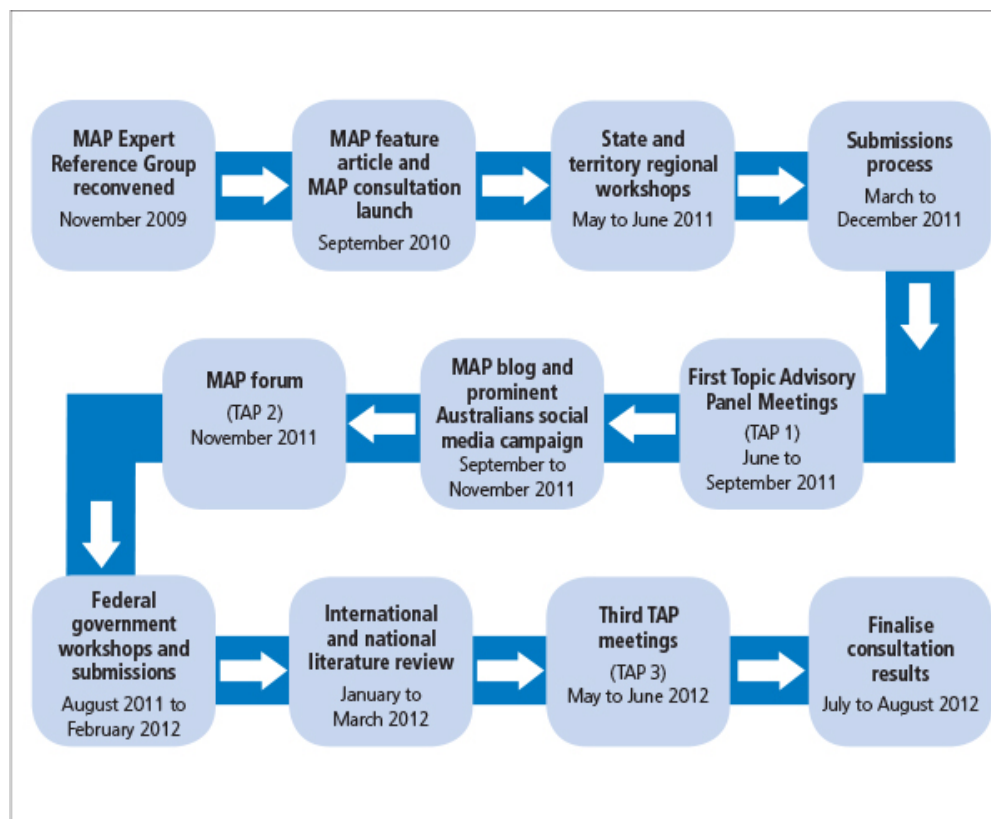 MAP Expert
Reference Group
reconvened
November 2009
MAP feature
article and
MAP consultation
launch
September 2010
State and
territory regional
workshops
May to June 2011
Submissions
process
March to
December 2011
First Topic Advisory
Panel Meetings
(TAP 1)
June to
September 2011
MAP blog and
prominent
Australians social
media campaign
September to
November 2011
MAP forum
(TAP 2)
November 2011
Federal
government
workshops and
submissions
August 2011 to
February 2012
International
and national
literature review
January to
March 2012
Third TAP
meetings
(TAP 3)
May to June 2012
Finalise
consultation
results
July to August 2012